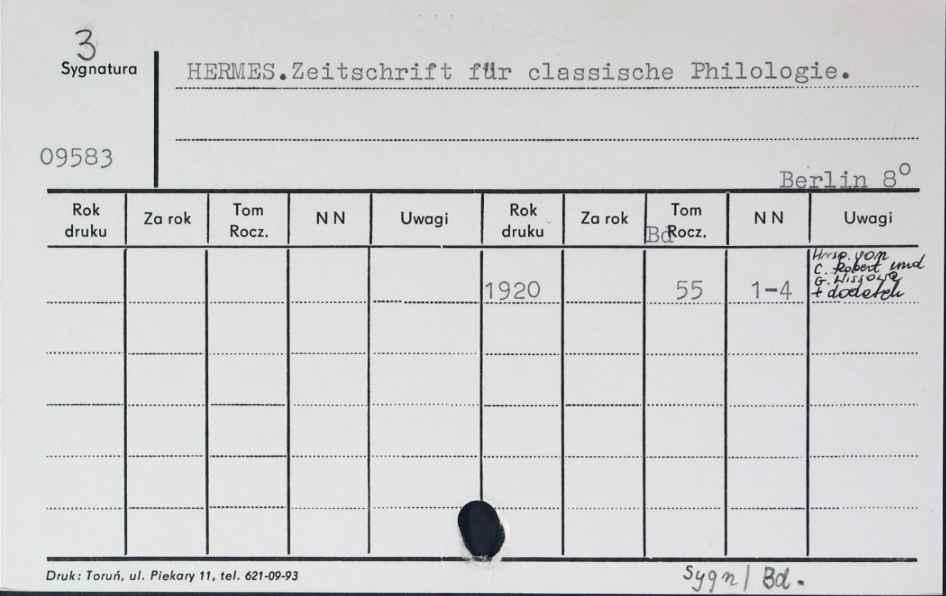 3
Sygnatura
HERMES.Zeitschrift für classische Philologie.
09583
Berlin 8⁰
Rok druku Za rok Tom Rocz. N N Uwagi Rok druku Za rok Tom Rocz. N N Uwagi
Bd
Hrsg. von
C. Robert und
G. Wissowa
1920 55 1-4 + dodatek
Druk: Toruń, ul. Piekary 11, tel. 621-09-93
Sygn/ Bd.